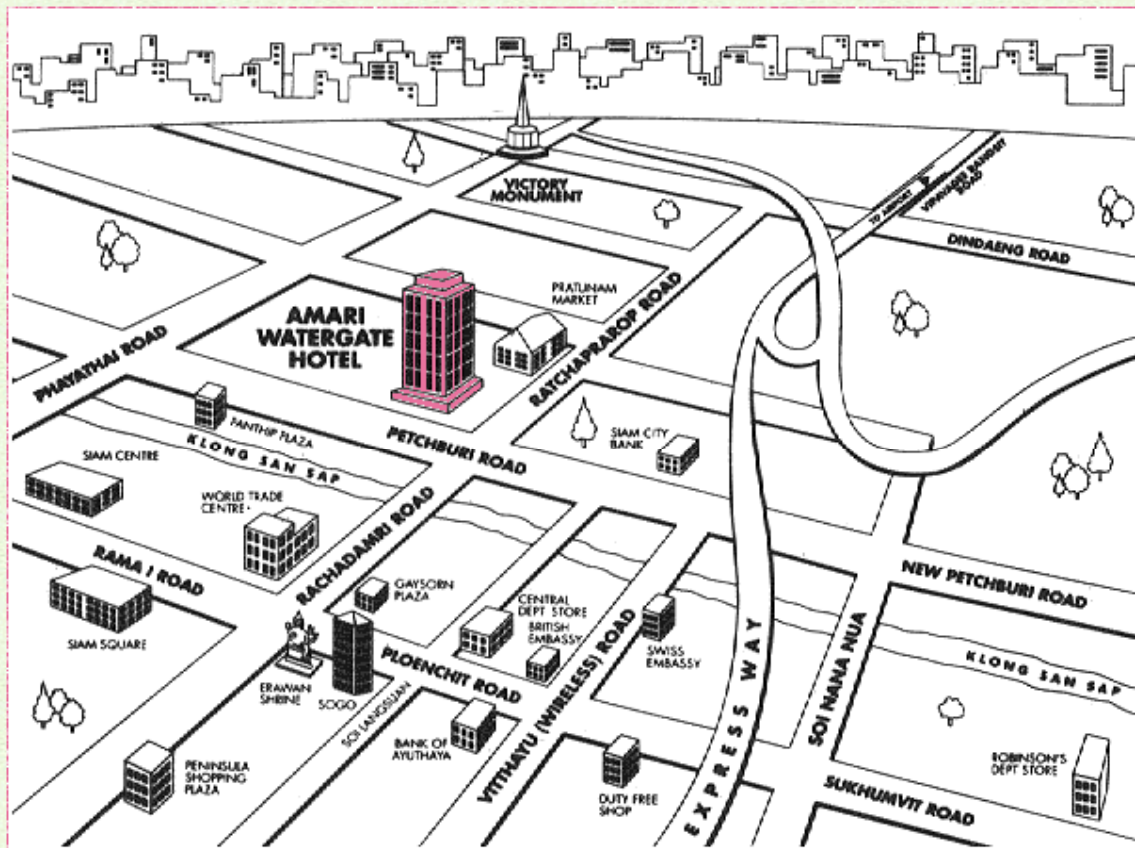 VICTORY
MONUMENT
TO AIRPORT
VIPHAVADI RANGSIT
ROAD
DINDAENG ROAD
PRATUNAM
MARKET
AMARI
WATERGATE
HOTEL
RATCHAPRAROP ROAD
PHAYATHAI ROAD
PANTHIP PLAZA
KLONG SAN SAP
PETCHBURI ROAD
SIAM CITY
BANK
SIAM CENTRE
WORLD TRADE
CENTRE
RACHADAMRI ROAD
RAMA I ROAD
GAYSORN
PLAZA
CENTRAL
DEPT STORE
BRITISH
EMBASSY
NEW PETCHBURI ROAD
SIAM SQUARE
SWISS
EMBASSY
KLONG SAN SAP
PLOENCHIT ROAD
ERAWAN
SHRINE
SOGO
SOI LANGSUAN
VITTHAYU (WIRELESS) ROAD
SOI NANA NUA
EXPRESS WAY
BANK OF
AYUTHAYA
PENINSULA
SHOPPING
PLAZA
DUTY FREE
SHOP
ROBINSON'S
DEPT STORE
SUKHUMVIT ROAD